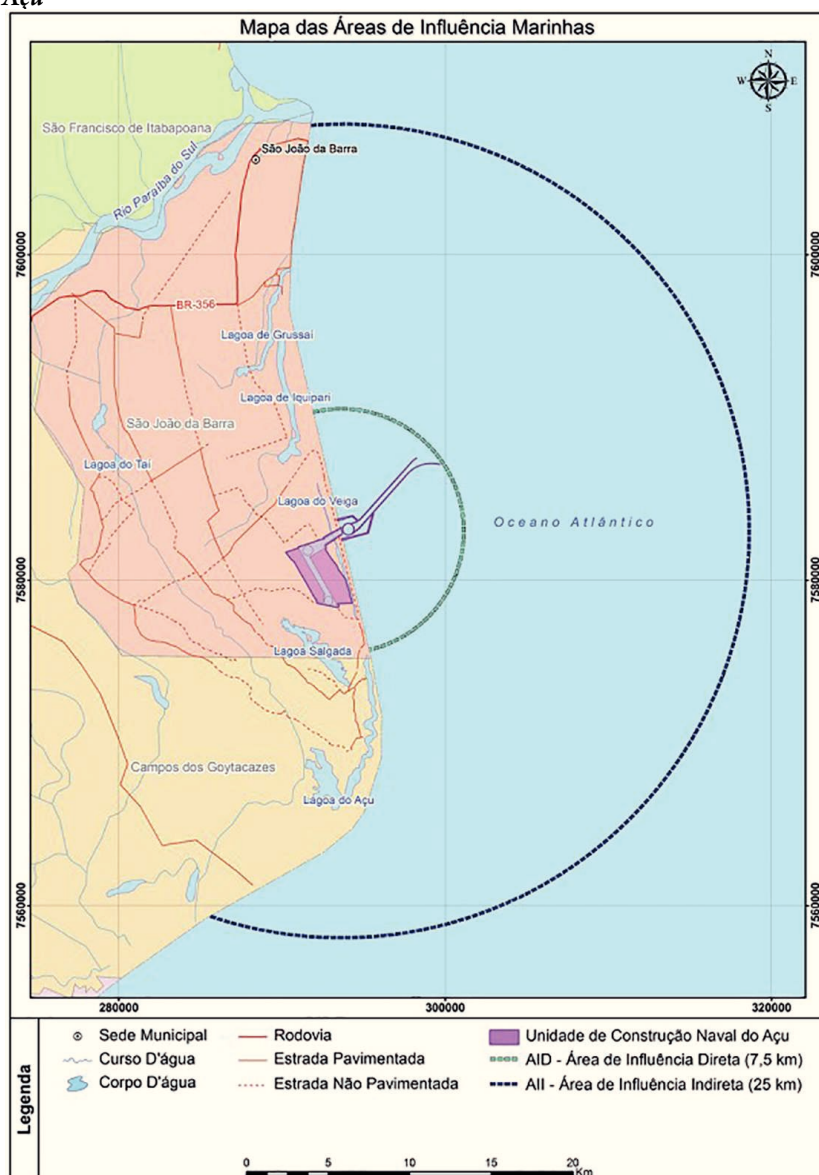 Açu
Mapa das Áreas de Influência Marinhas
N
W E
S
São Francisco de Itabapoana
São João da Barra
Rio Paraíba do Sul
7600000 7600000
BR-356
Lagoa de Grussaí
Lagoa de Iquipari
São João da Barra
Lagoa do Taí
Lagoa do Veiga
Oceano Atlântico
7580000 7580000
Lagoa Salgada
Campos dos Goytacazes
Lagoa do Açu
7560000 7560000
280000 300000 320000
Legenda
Sede Municipal
Curso D'água
Corpo D'água
Rodovia
Estrada Pavimentada
Estrada Não Pavimentada
Unidade de Construção Naval do Açu
AID - Área de Influência Direta (7,5 km)
AII - Área de Influência Indireta (25 km)
0 5 10 15 20
Km